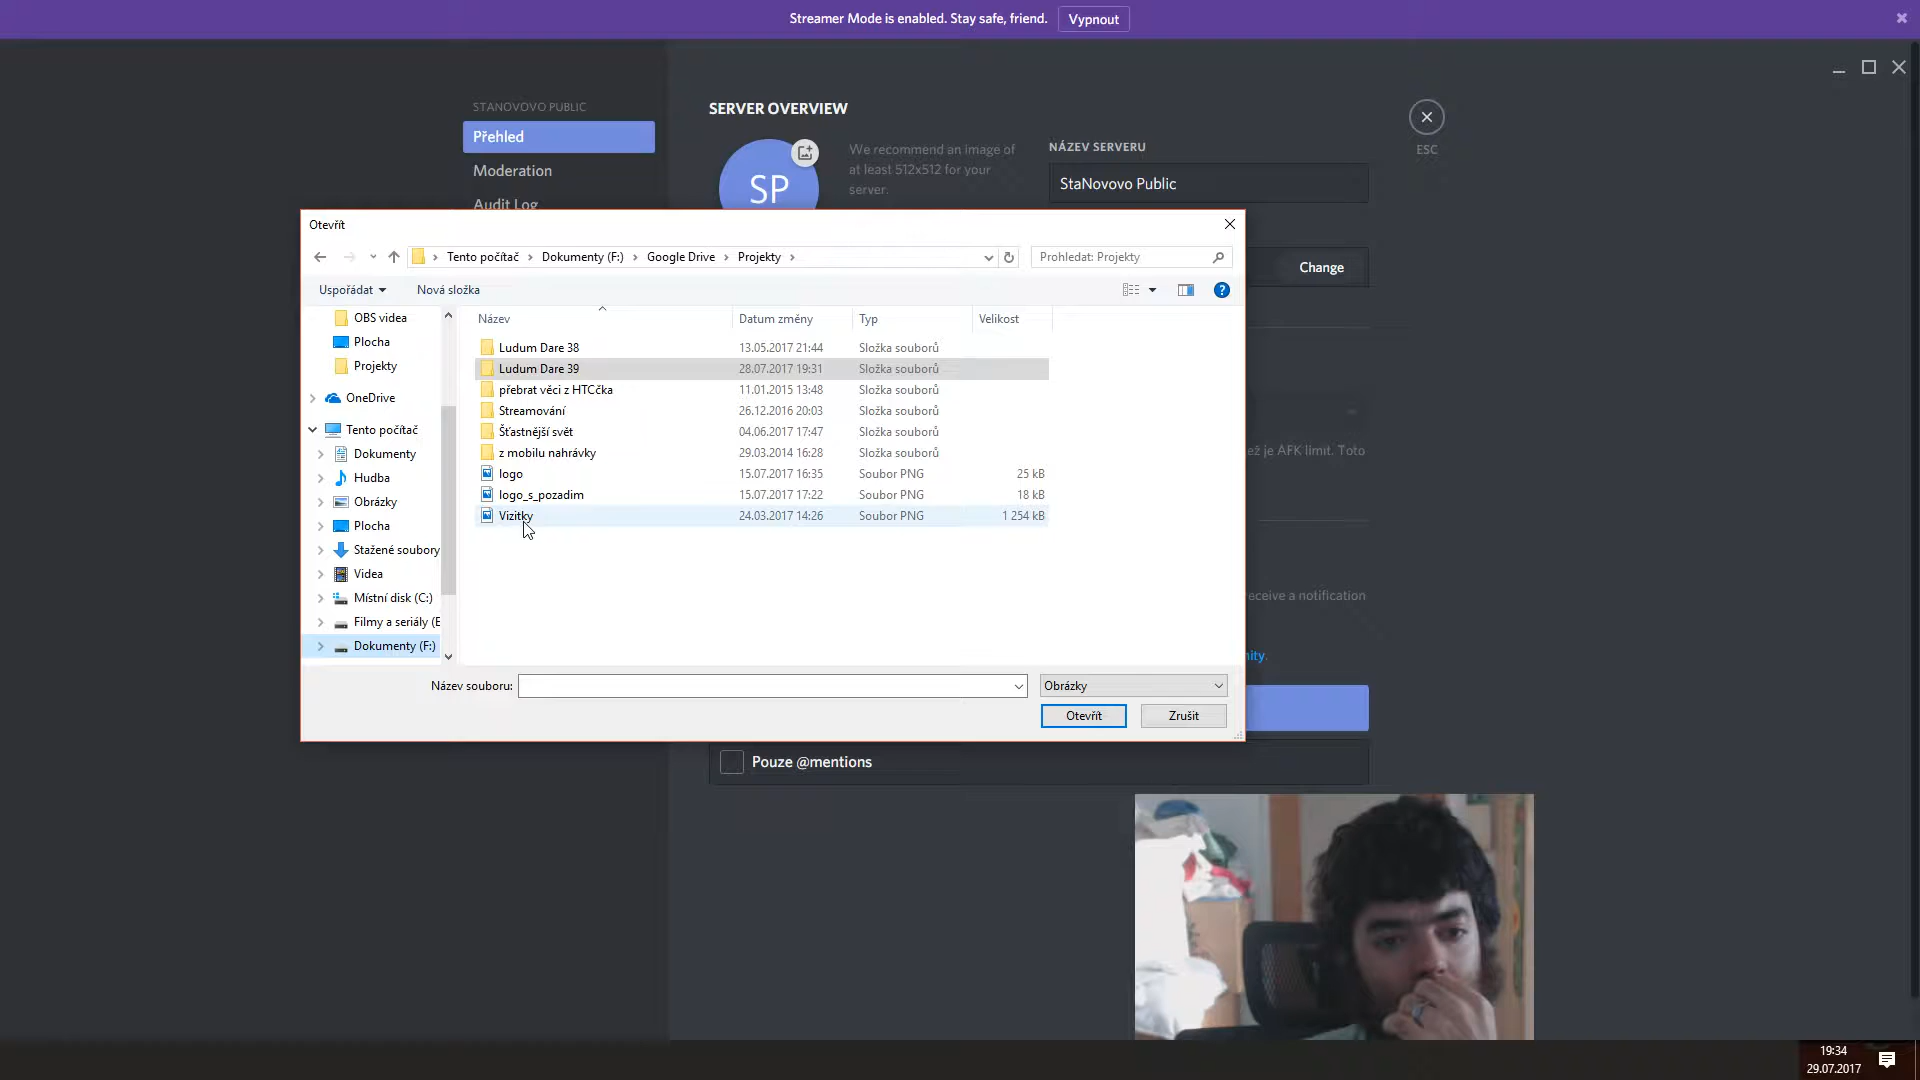 Streamer Mode is enabled. Stay safe, friend. Vypnout
STANOVOVO PUBLIC
Přehled
Moderation
Audit Log
SERVER OVERVIEW
SP
We recommend an image of
at least 512x512 for your
server.
NÁZEV SERVERU
StaNovovo Public
ESC
Change
Otevřít
Tento počítač > Dokumenty (F:) > Google Drive > Projekty >
Prohledat: Projekty
Uspořádat Nová složka
OBS videa
Plocha
Projekty
OneDrive
Tento počítač
Dokumenty
Hudba
Obrázky
Plocha
Stažené soubory
Videa
Místní disk (C:)
Filmy a seriály (E
Dokumenty (F:)
Název Datum změny Typ Velikost
Ludum Dare 38 13.05.2017 21:44 Složka souborů
Ludum Dare 39 28.07.2017 19:31 Složka souborů
přebrat věci z HTCčka 11.01.2015 13:48 Složka souborů
Streamování 26.12.2016 20:03 Složka souborů
Šťastnější svět 04.06.2017 17:47 Složka souborů
z mobilu nahrávky 29.03.2014 16:28 Složka souborů
logo 15.07.2017 16:35 Soubor PNG 25 kB
logo_s_pozadim 15.07.2017 17:22 Soubor PNG 18 kB
Vizitky 24.03.2017 14:26 Soubor PNG 1 254 kB
Název souboru: Obrázky
Otevřít Zrušit
ež je AFK limit. Toto
eceive a notification
ity.
Pouze @mentions
19:34
29.07.2017